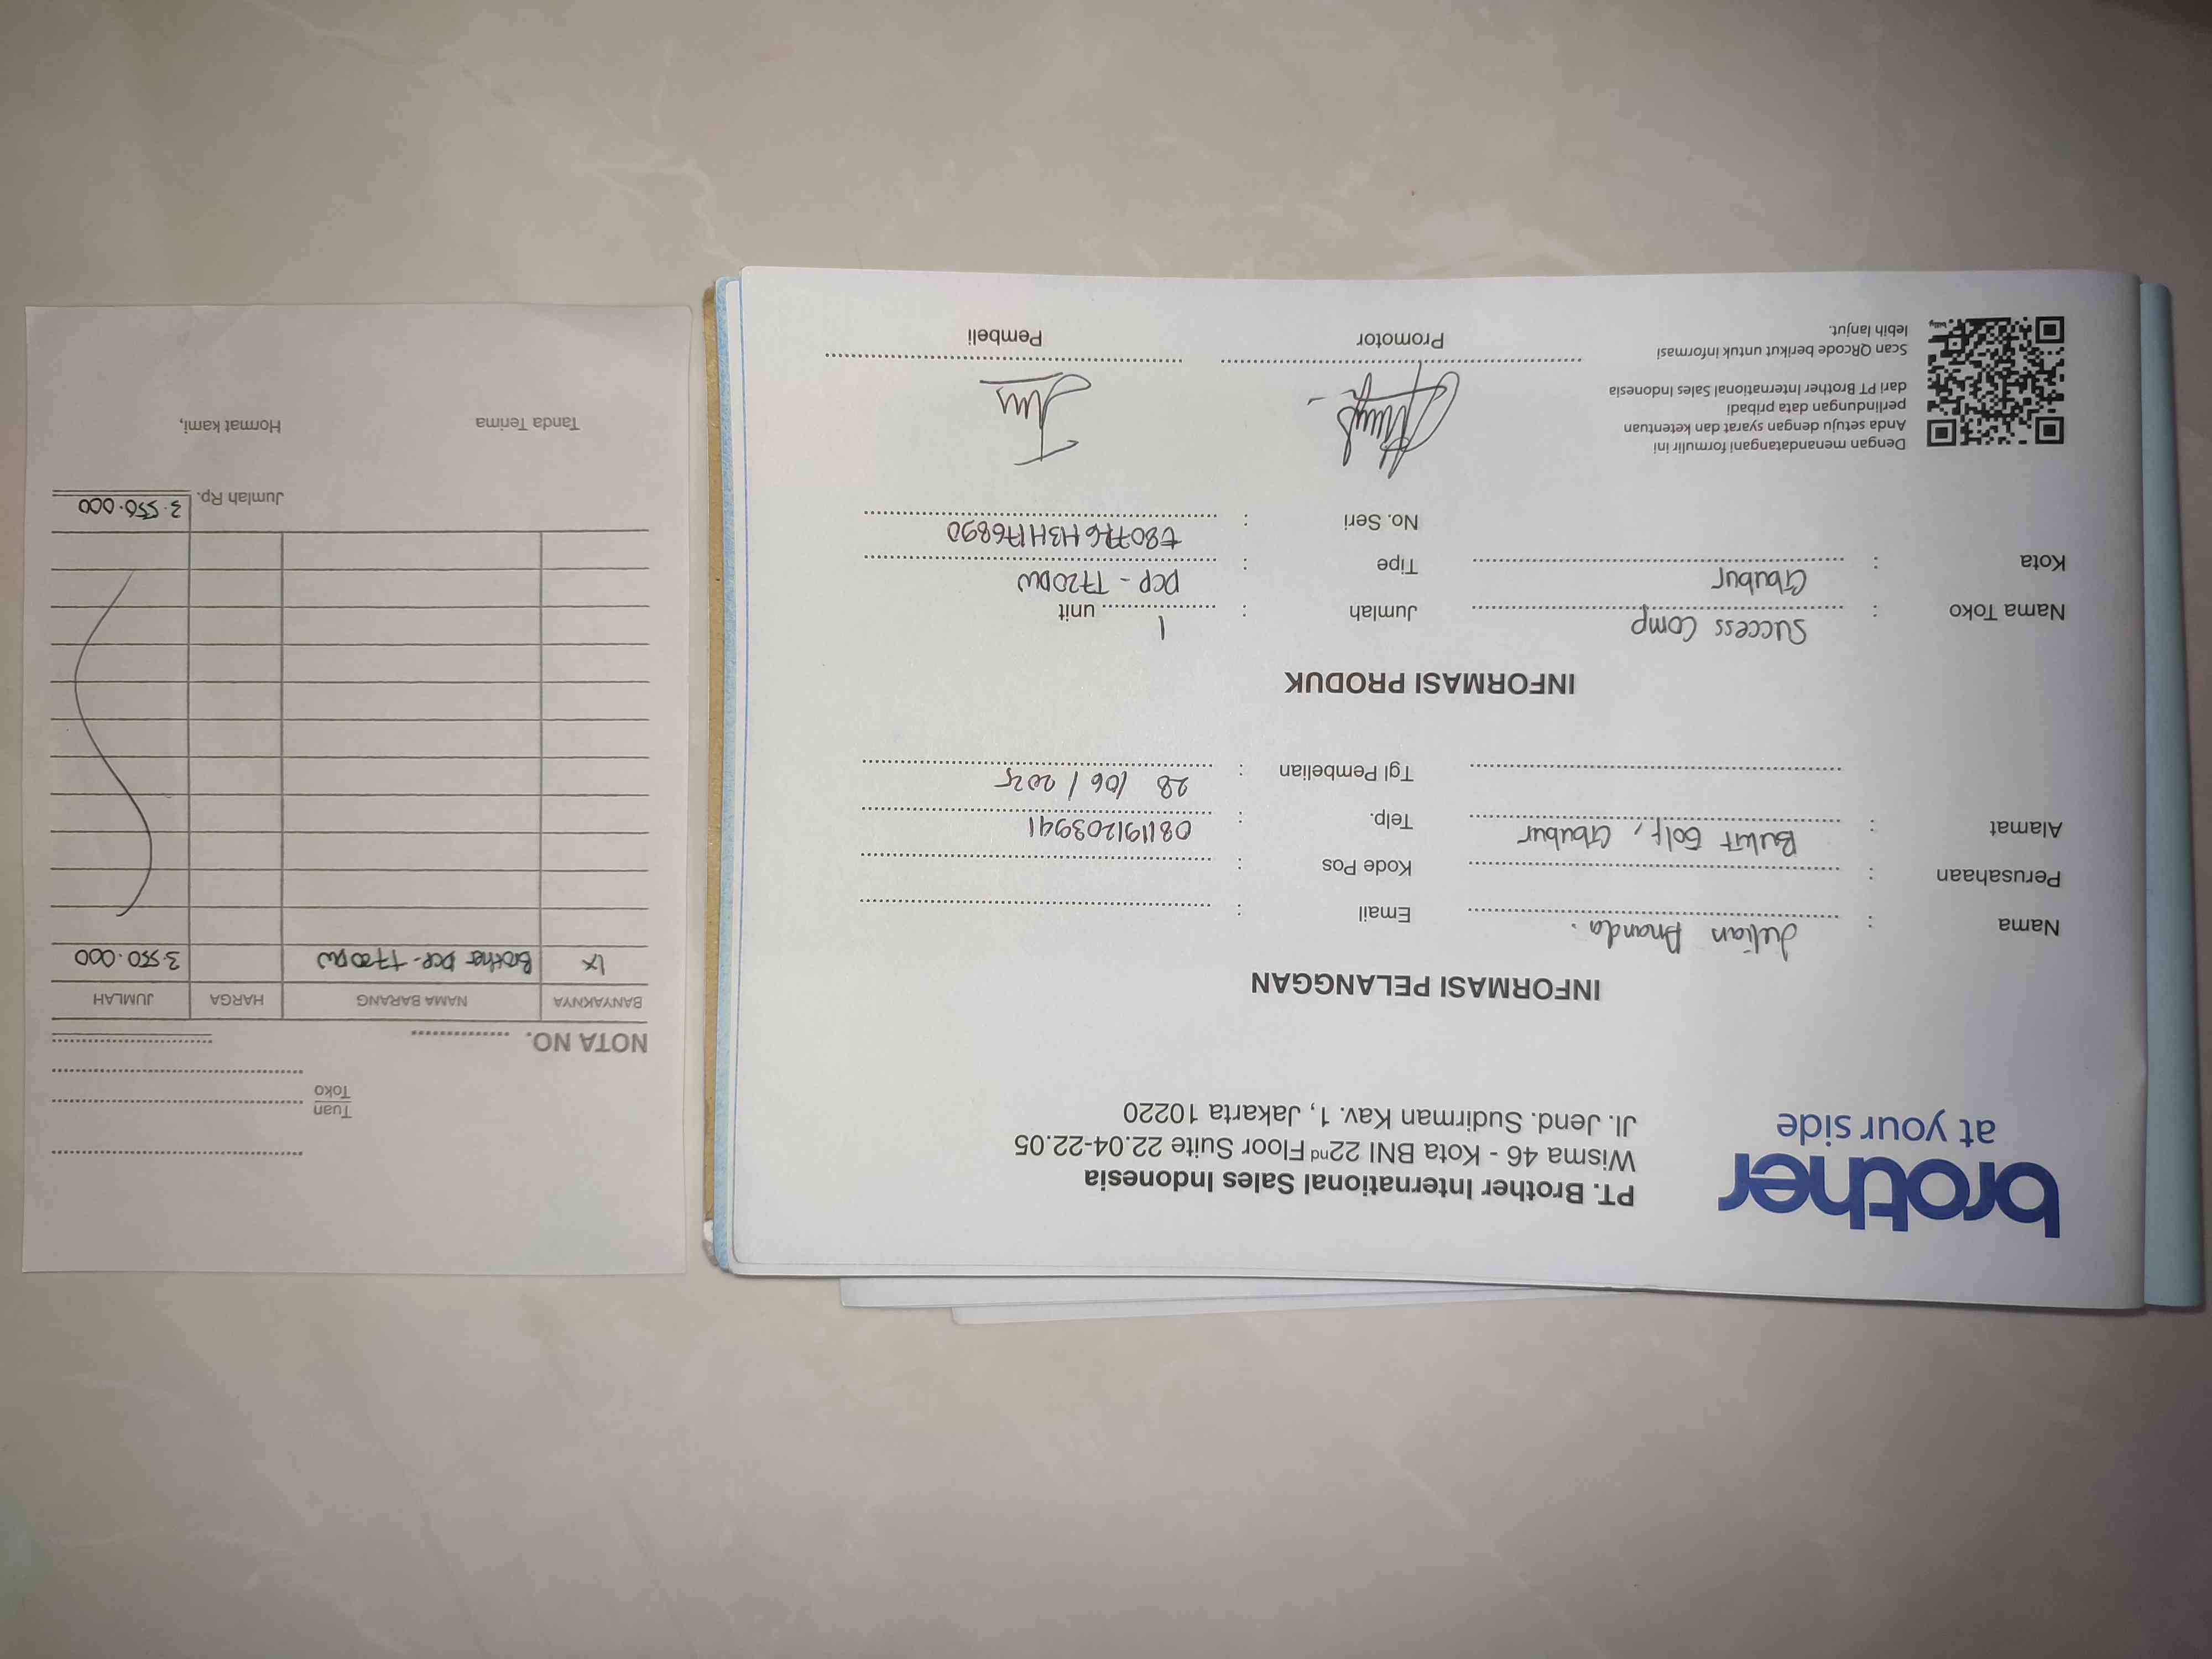 brother
at your side
PT. Brother International Sales Indonesia
Wisma 46 - Kota BNI 22nd Floor Suite 22.04-22.05
Jl. Jend. Sudirman Kav. 1, Jakarta 10220
INFORMASI PELANGGAN
Nama : Julian Ananda.
Email :
Perusahaan :
Kode Pos :
Alamat : Bukit Golf, Cibubur
Telp. : 081191203941
Tgl Pembelian : 28 / 06 / 2025
INFORMASI PRODUK
Nama Toko : Success Comp
Jumlah : 1 unit
Kota : Cibubur
Tipe : DCP - T720DW
No. Seri :
Dengan menandatangani formulir ini
Anda setuju dengan syarat dan ketentuan
perlindungan data pribadi
dari PT Brother International Sales Indonesia
Scan QRcode berikut untuk informasi
lebih lanjut.
Promotor
Pembeli
Tuan
Toko
NOTA NO.
BANYAKNYA NAMA BARANG HARGA JUMLAH
1x Brother DCP - T720DW 3.550.000
Jumlah Rp. 3.550.000
Tanda Terima Hormat kami,